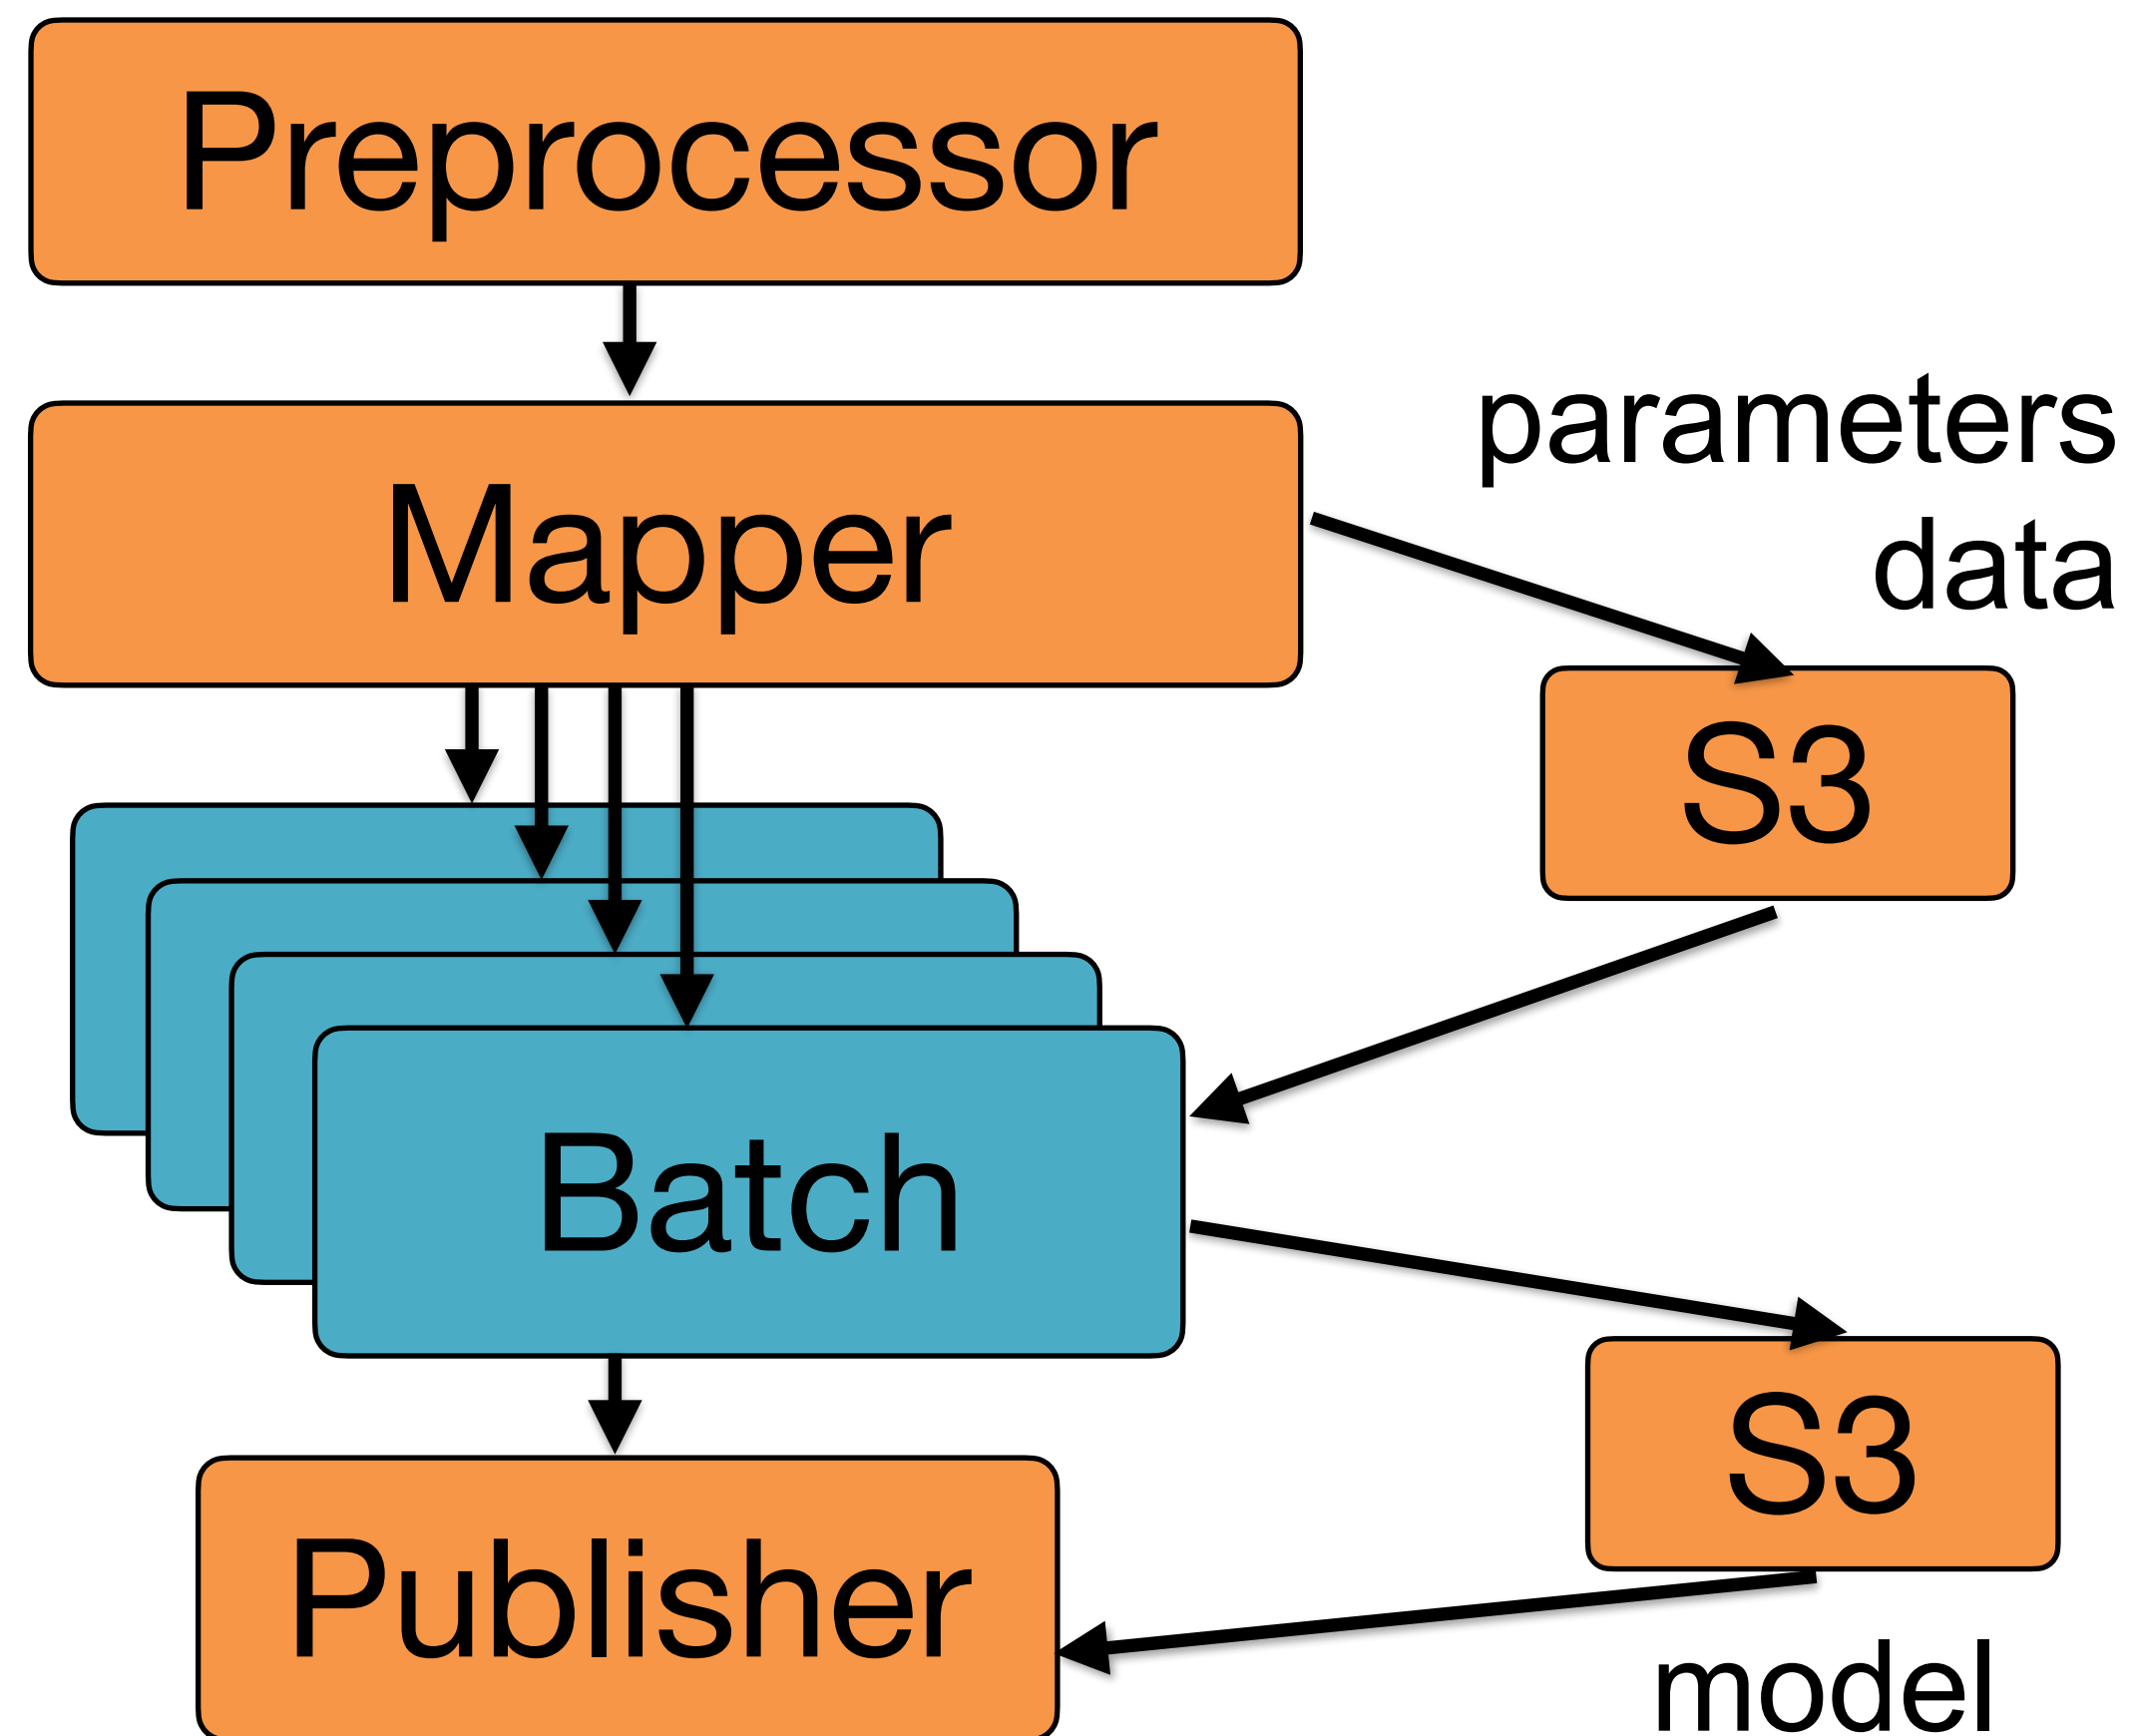 Preprocessor
Mapper
parameters
data
S3
Batch
S3
Publisher
model